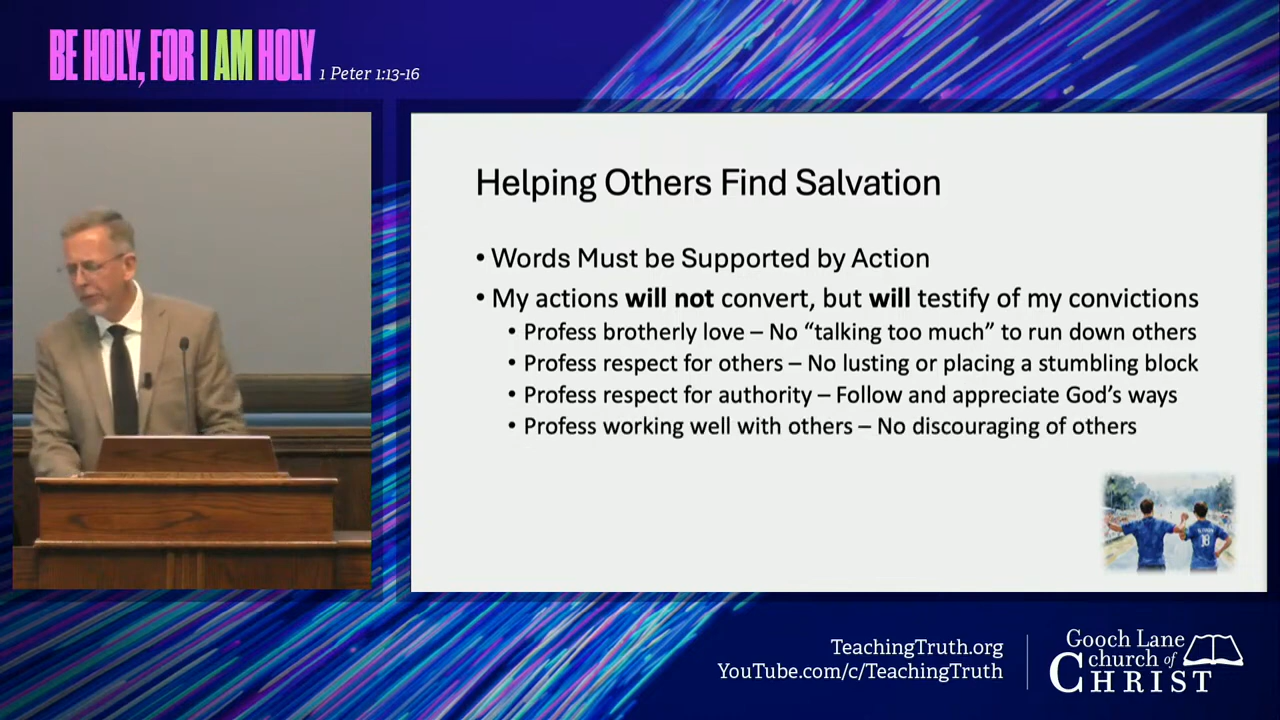 BE HOLY, FOR I AM HOLY 1 Peter 1:13-16
Helping Others Find Salvation
• Words Must be Supported by Action
• My actions will not convert, but will testify of my convictions
• Profess brotherly love – No “talking too much” to run down others
• Profess respect for others – No lusting or placing a stumbling block
• Profess respect for authority – Follow and appreciate God’s ways
• Profess working well with others – No discouraging of others
18
TeachingTruth.org
YouTube.com/c/TeachingTruth
Gooch Lane
church of
CHRIST